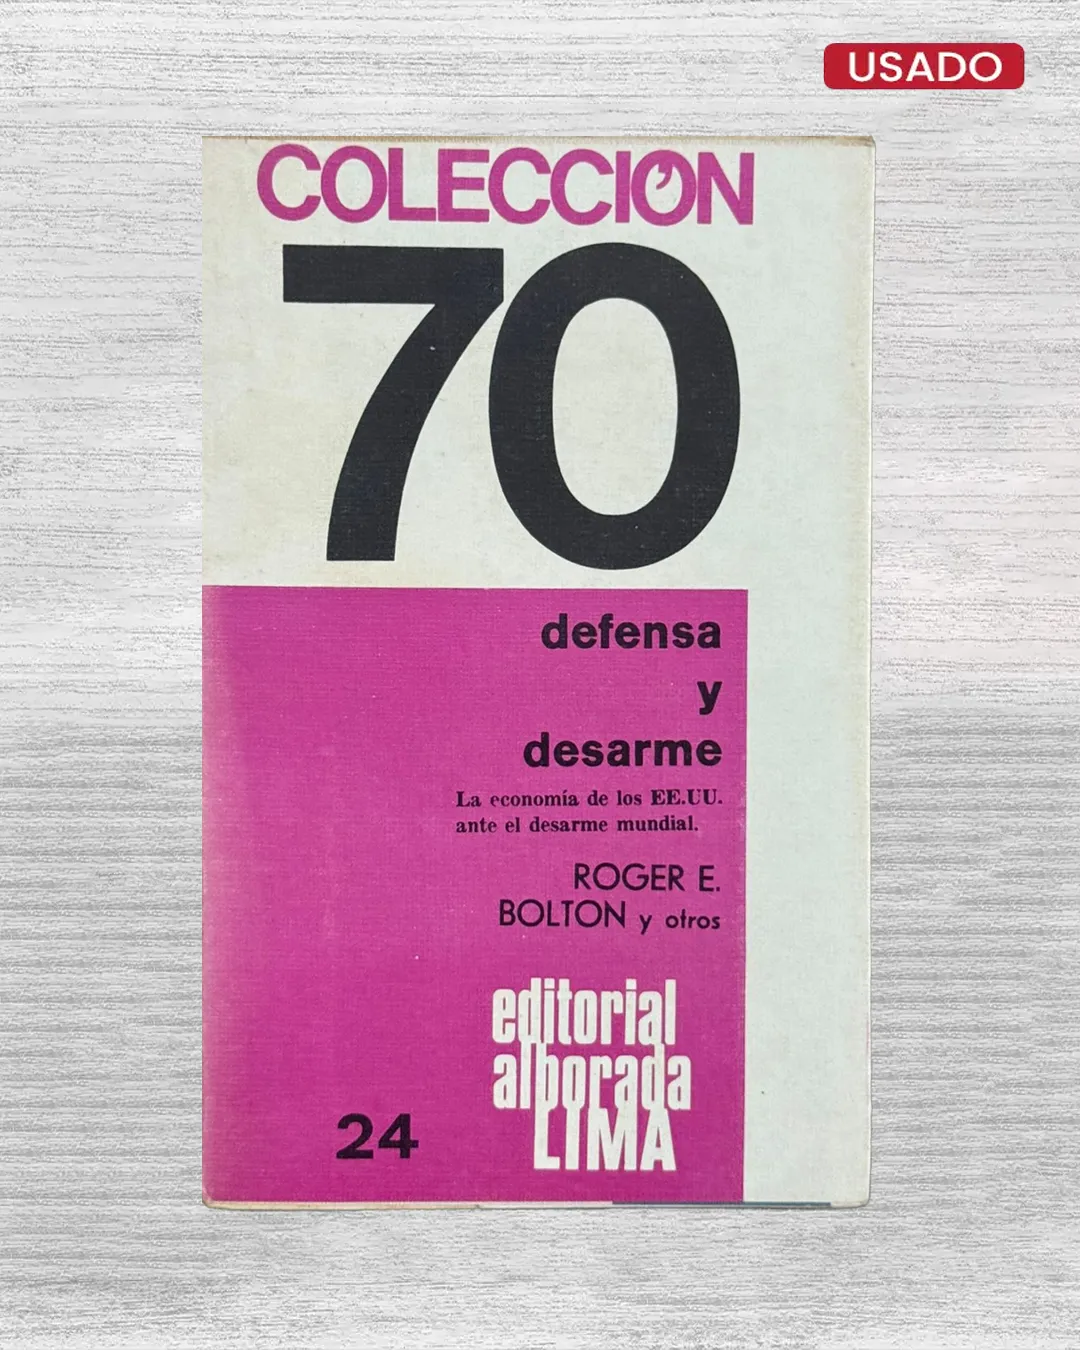 USADO
COLECCIÓN
70
defensa
y
desarme
La economía de los EE.UU.
ante el desarme mundial.
ROGER E.
BOLTON y otros
editorial
alborada
LIMA
24